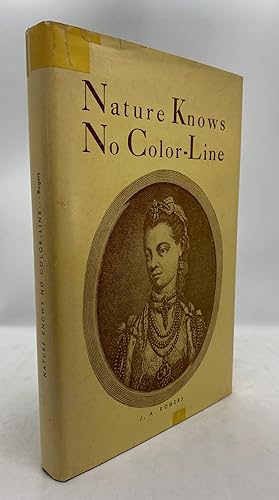 Nature Knows
No Color-Line
J. A. ROGERS
NATURE KNOWS NO COLOR-LINE... Rogers